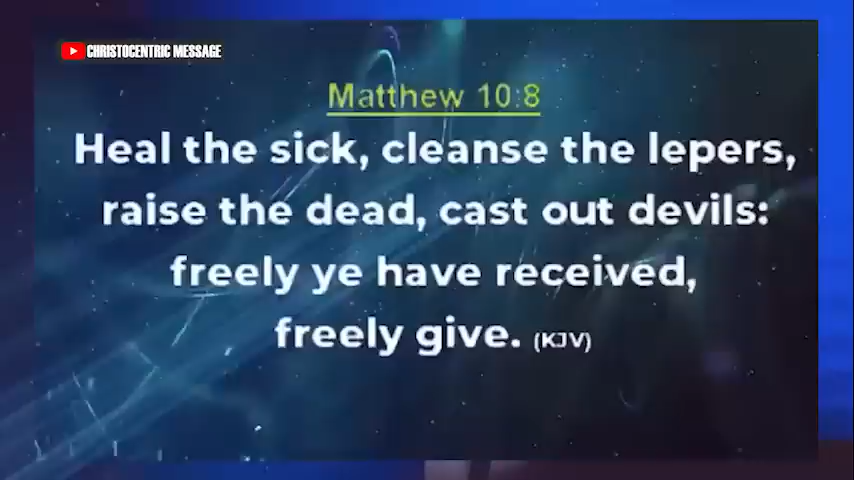 CHRISTOCENTRIC MESSAGE
Matthew 10:8
Heal the sick, cleanse the lepers,
raise the dead, cast out devils:
freely ye have received,
freely give. (KJV)